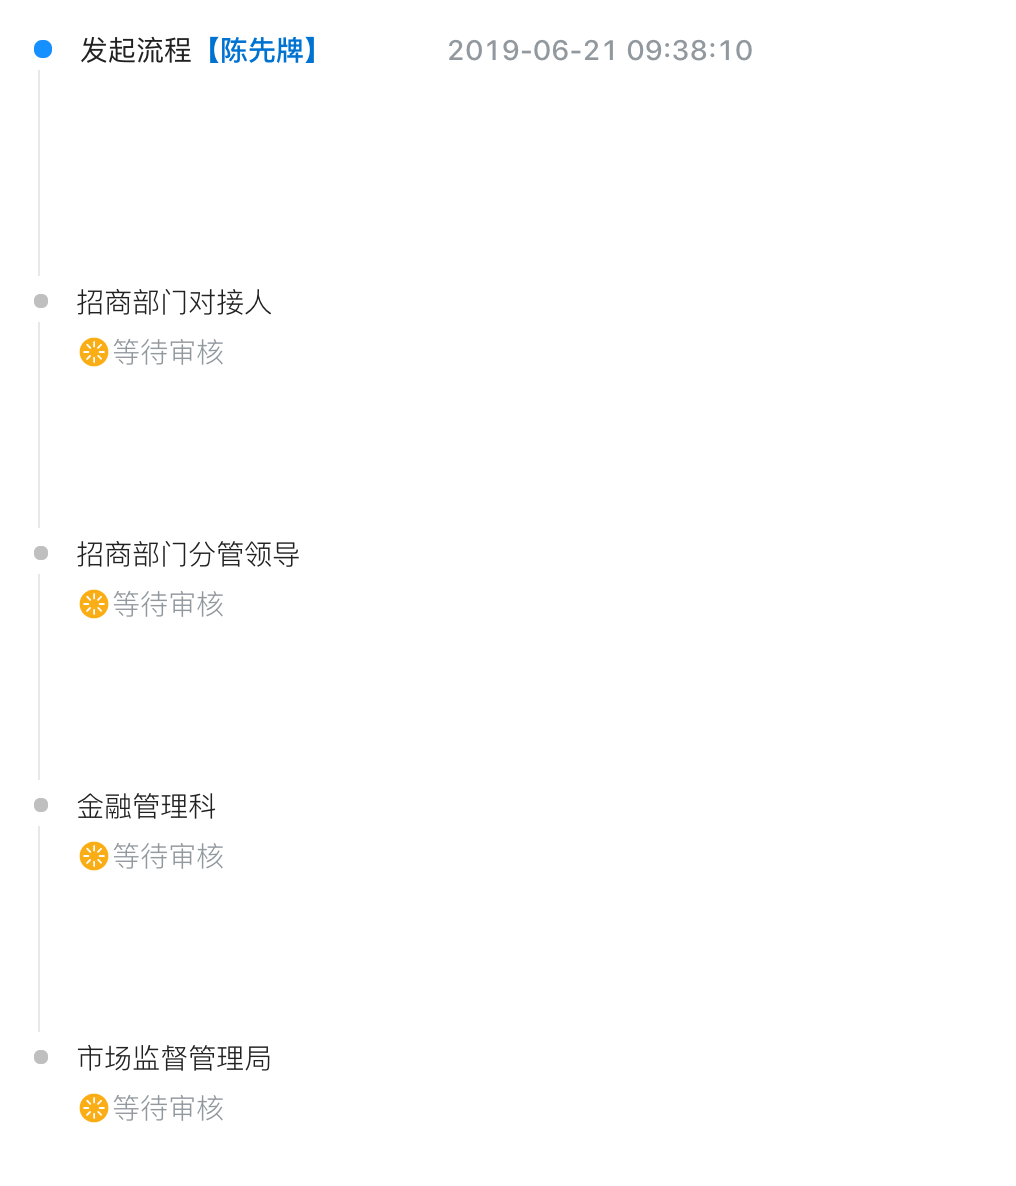 发起流程【陈先牌】 2019-06-21 09:38:10
招商部门对接人
等待审核
招商部门分管领导
等待审核
金融管理科
等待审核
市场监督管理局
等待审核